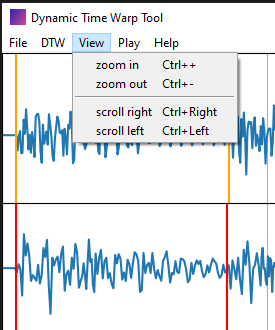 Dynamic Time Warp Tool
File DTW View Play Help
zoom in Ctrl++
zoom out Ctrl+-
scroll right Ctrl+Right
scroll left Ctrl+Left